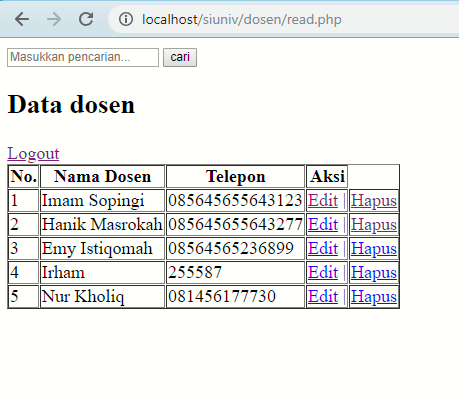 localhost/siuniv/dosen/read.php
Masukkan pencarian... cari
Data dosen
Logout
No. Nama Dosen Telepon Aksi
1 Imam Sopingi 085645655643123 Edit | Hapus
2 Hanik Masrokah 085645655643277 Edit | Hapus
3 Emy Istiqomah 08564565236899 Edit | Hapus
4 Irham 255587 Edit | Hapus
5 Nur Kholiq 081456177730 Edit | Hapus